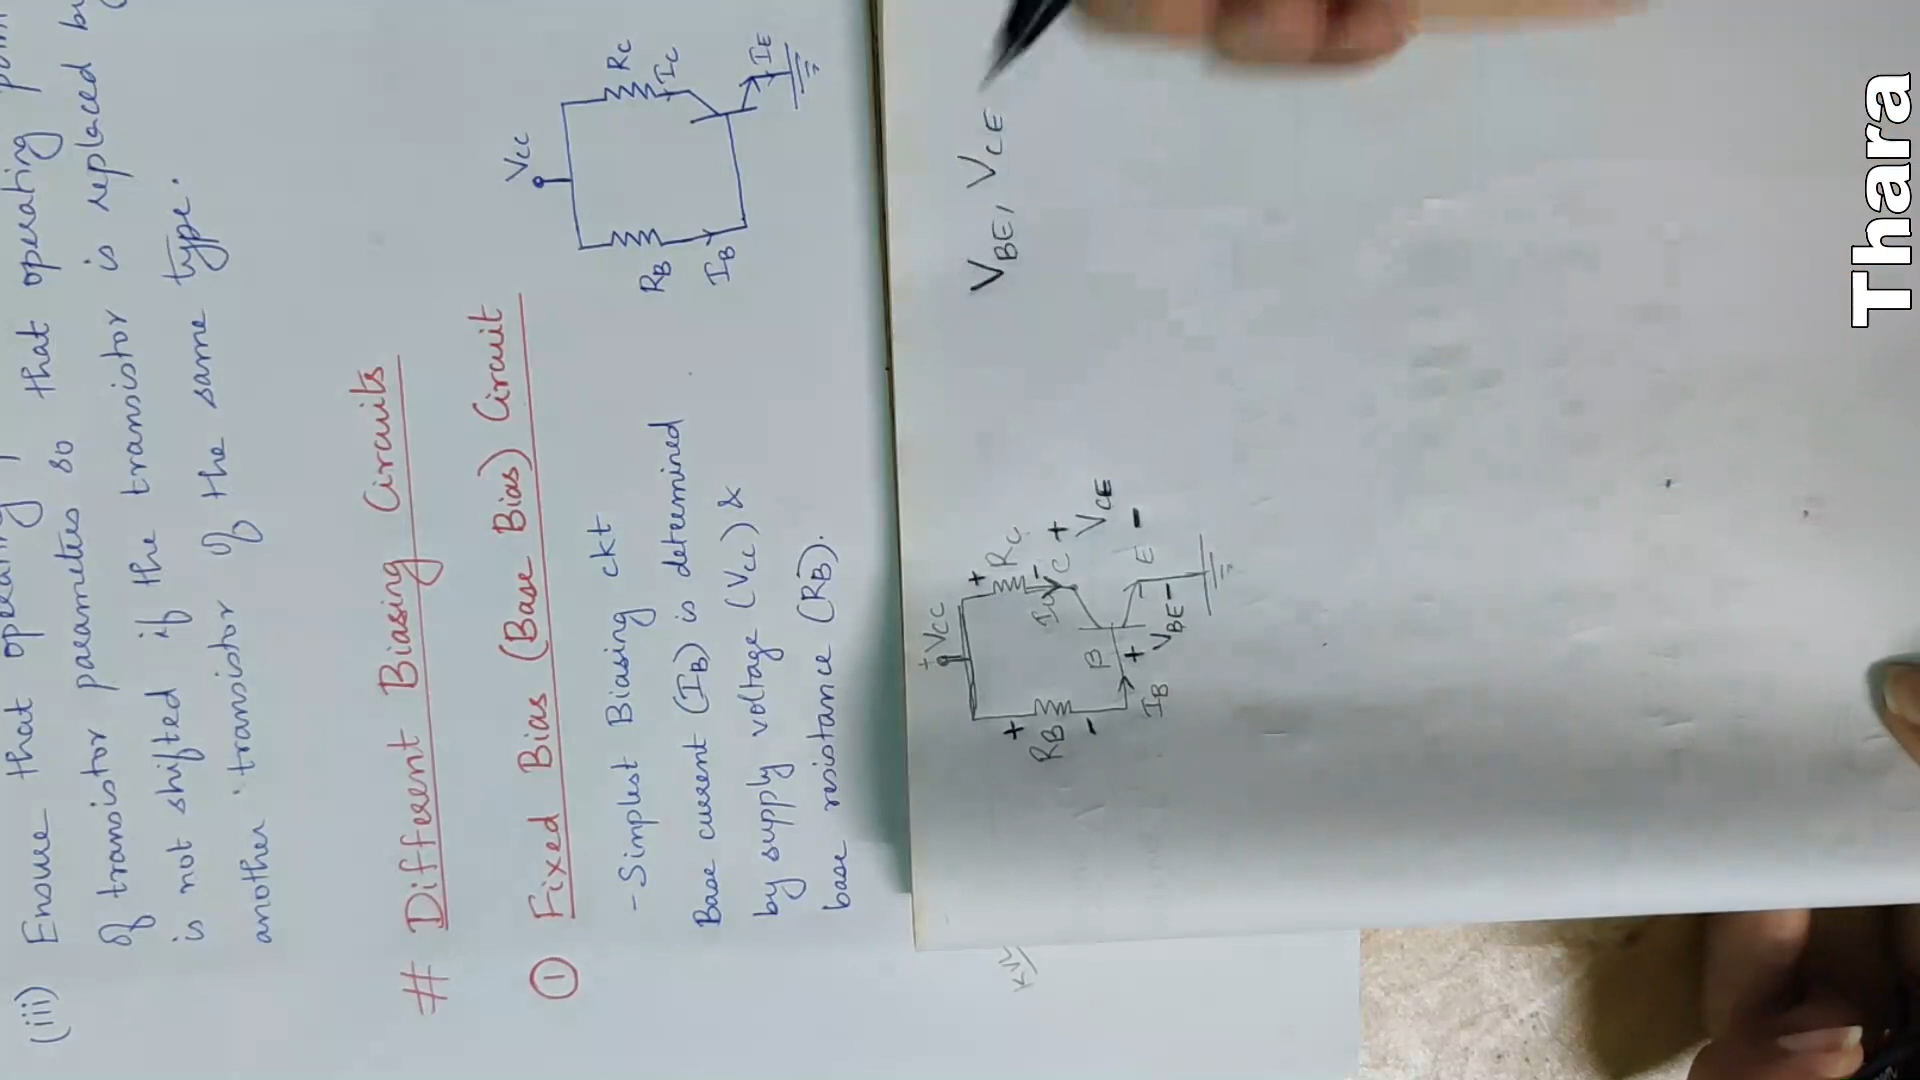 (iii) Ensure that that operating
of transistor parameters so is replaced
is not shifted if the transistor
another transistor of the same type.
# Different Biasing Circuits
① Fixed Bias (Base Bias) Circuit
- Simplest Biasing ckt
Base current (IB) is determined
by supply voltage (Vcc) &
base resistance (RB).
Vcc
RB
RC
IC
IB
IE
KVL
+VCC
+
RB
-
+
RC
-
IC
C
+
VCE
-
B
IB
+
VBE
-
E
VBE, VCE
Thara